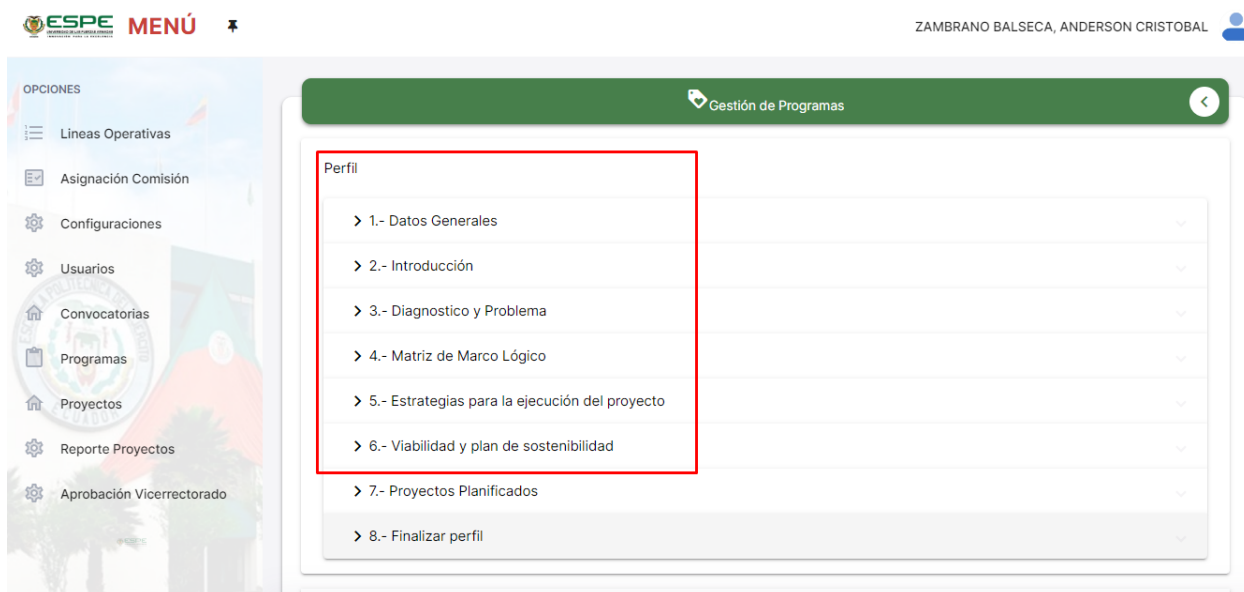 ESPE MENÚ
ZAMBRANO BALSECA, ANDERSON CRISTOBAL
OPCIONES
Lineas Operativas
Asignación Comisión
Configuraciones
Usuarios
Convocatorias
Programas
Proyectos
Reporte Proyectos
Aprobación Vicerrectorado
Gestión de Programas
Perfil
1.- Datos Generales
2.- Introducción
3.- Diagnostico y Problema
4.- Matriz de Marco Lógico
5.- Estrategias para la ejecución del proyecto
6.- Viabilidad y plan de sostenibilidad
7.- Proyectos Planificados
8.- Finalizar perfil